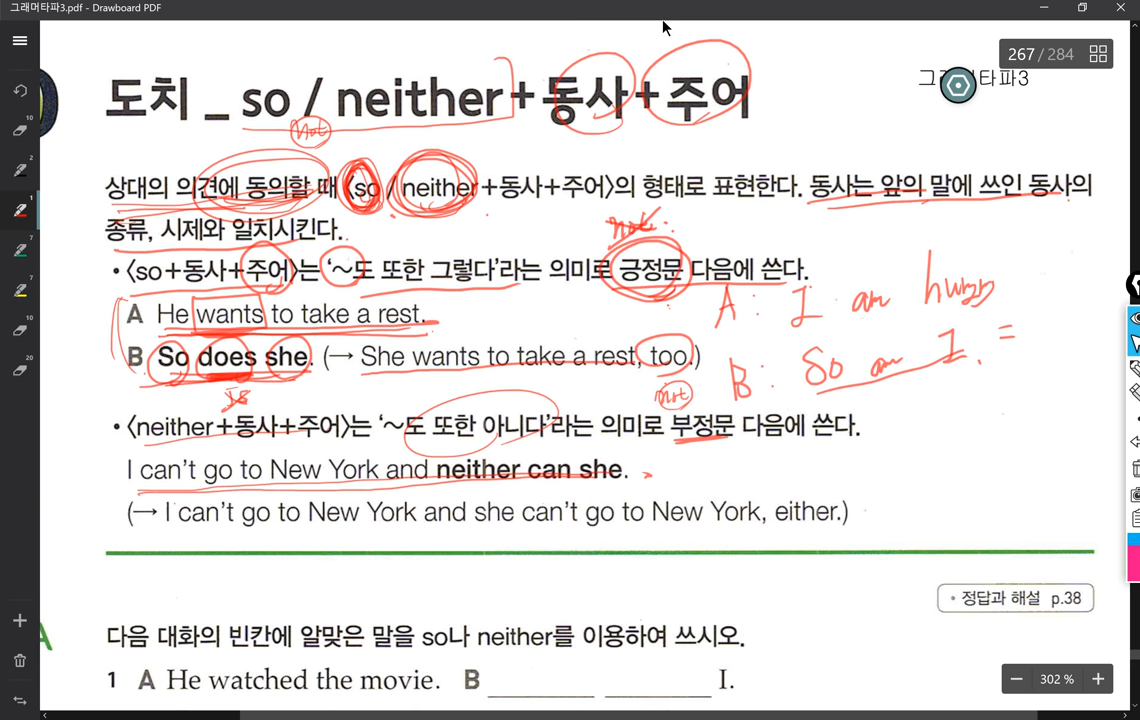 그래머타파3.pdf - Drawboard PDF
267 / 284
도치 _ so / neither + 동사 + 주어
not
상대의 의견에 동의할 때 〈so / neither + 동사 + 주어〉의 형태로 표현한다. 동사는 앞의 말에 쓰인 동사의
종류, 시제와 일치시킨다.
not
• 〈so + 동사 + 주어〉는 '~도 또한 그렇다'라는 의미로 긍정문 다음에 쓴다.
A He wants to take a rest.
A : I am
B So does she. (→ She wants to take a rest, too.)
B : So am I. =
is
not
• 〈neither + 동사 + 주어〉는 '~도 또한 아니다'라는 의미로 부정문 다음에 쓴다.
I can't go to New York and neither can she.
(→ I can't go to New York and she can't go to New York, either.)
• 정답과 해설 p.38
A
다음 대화의 빈칸에 알맞은 말을 so나 neither를 이용하여 쓰시오.
1 A He watched the movie. B ________ ________ I.
302 %